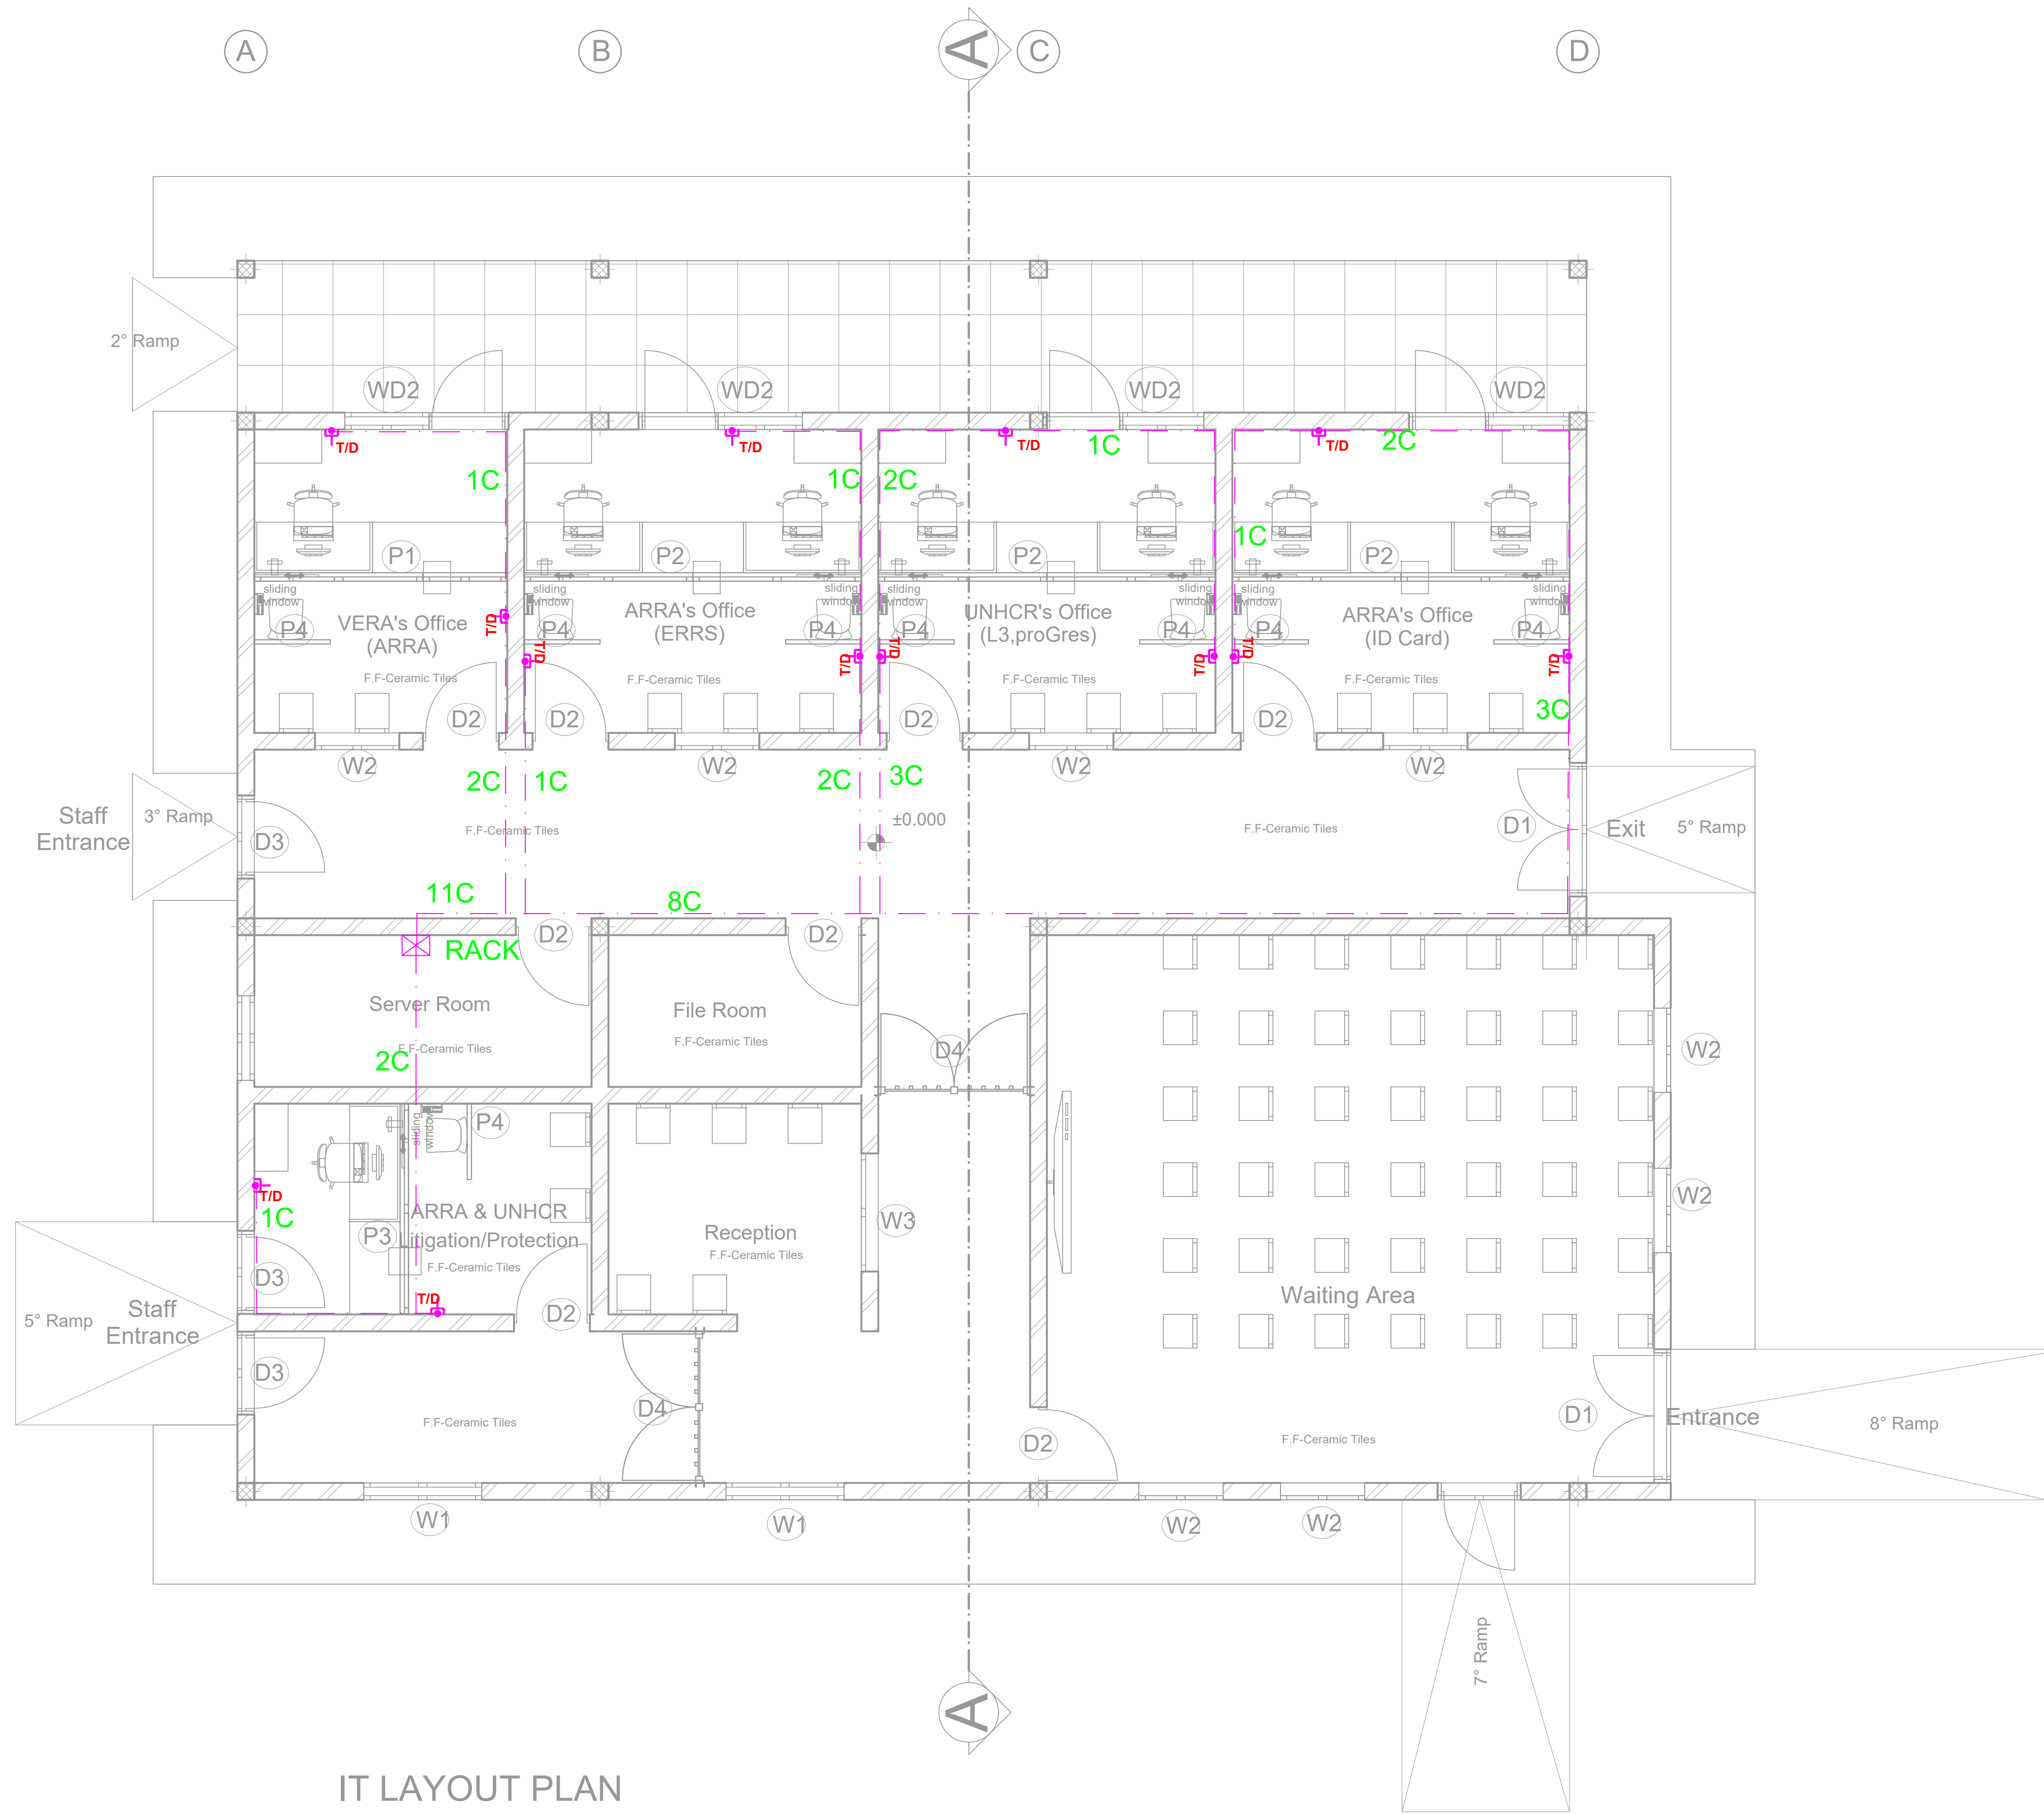 A
B
A
C
D
2° Ramp
WD2
WD2
WD2
WD2
T/D
T/D
T/D
T/D
1C
2C
1C
1C
2C
1C
P1
P2
P2
P2
sliding
window
sliding
window
sliding
window
sliding
window
sliding
window
sliding
window
sliding
window
P4
P4
P4
P4
P4
P4
P4
VERA's Office
(ARRA)
ARRA's Office
(ERRS)
UNHCR's Office
(L3,proGres)
ARRA's Office
(ID Card)
T/D
T/D
T/D
T/D
T/D
T/D
T/D
F.F-Ceramic Tiles
F.F-Ceramic Tiles
F.F-Ceramic Tiles
F.F-Ceramic Tiles
3C
D2
D2
D2
D2
W2
W2
W2
W2
2C
1C
2C
3C
Staff
Entrance
3° Ramp
D3
F.F-Ceramic Tiles
±0.000
F.F-Ceramic Tiles
D1
Exit
5° Ramp
11C
8C
D2
D2
RACK
Server Room
F.F-Ceramic Tiles
2C
File Room
F.F-Ceramic Tiles
D4
W2
sliding
window
P4
T/D
1C
P3
ARRA & UNHCR
Litigation/Protection
F.F-Ceramic Tiles
Reception
F.F-Ceramic Tiles
W3
W2
D3
T/D
D2
Waiting Area
5° Ramp
Staff
Entrance
D3
D4
F.F-Ceramic Tiles
D2
F.F-Ceramic Tiles
D1
Entrance
8° Ramp
W1
W1
W2
W2
7° Ramp
A
IT LAYOUT PLAN